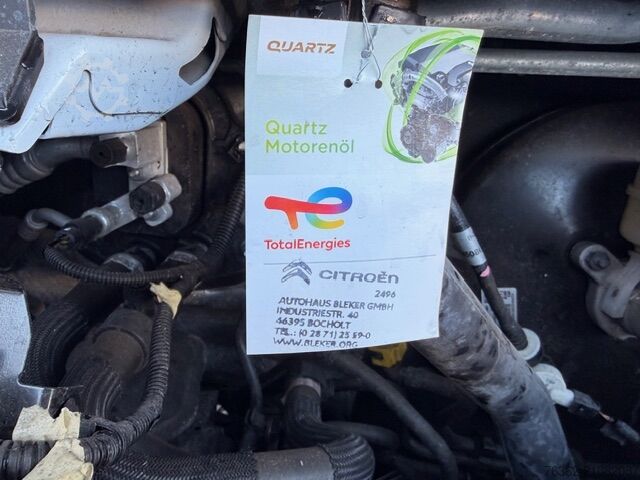 QUARTZ
Quartz
Motorenöl
TotalEnergies
CITROËN
2496
AUTOHAUS BLEKER GMBH
INDUSTRIESTR. 40
46395 BOCHOLT
TEL.: (0 28 71) 25 59-0
WWW.BLEKER.ORG